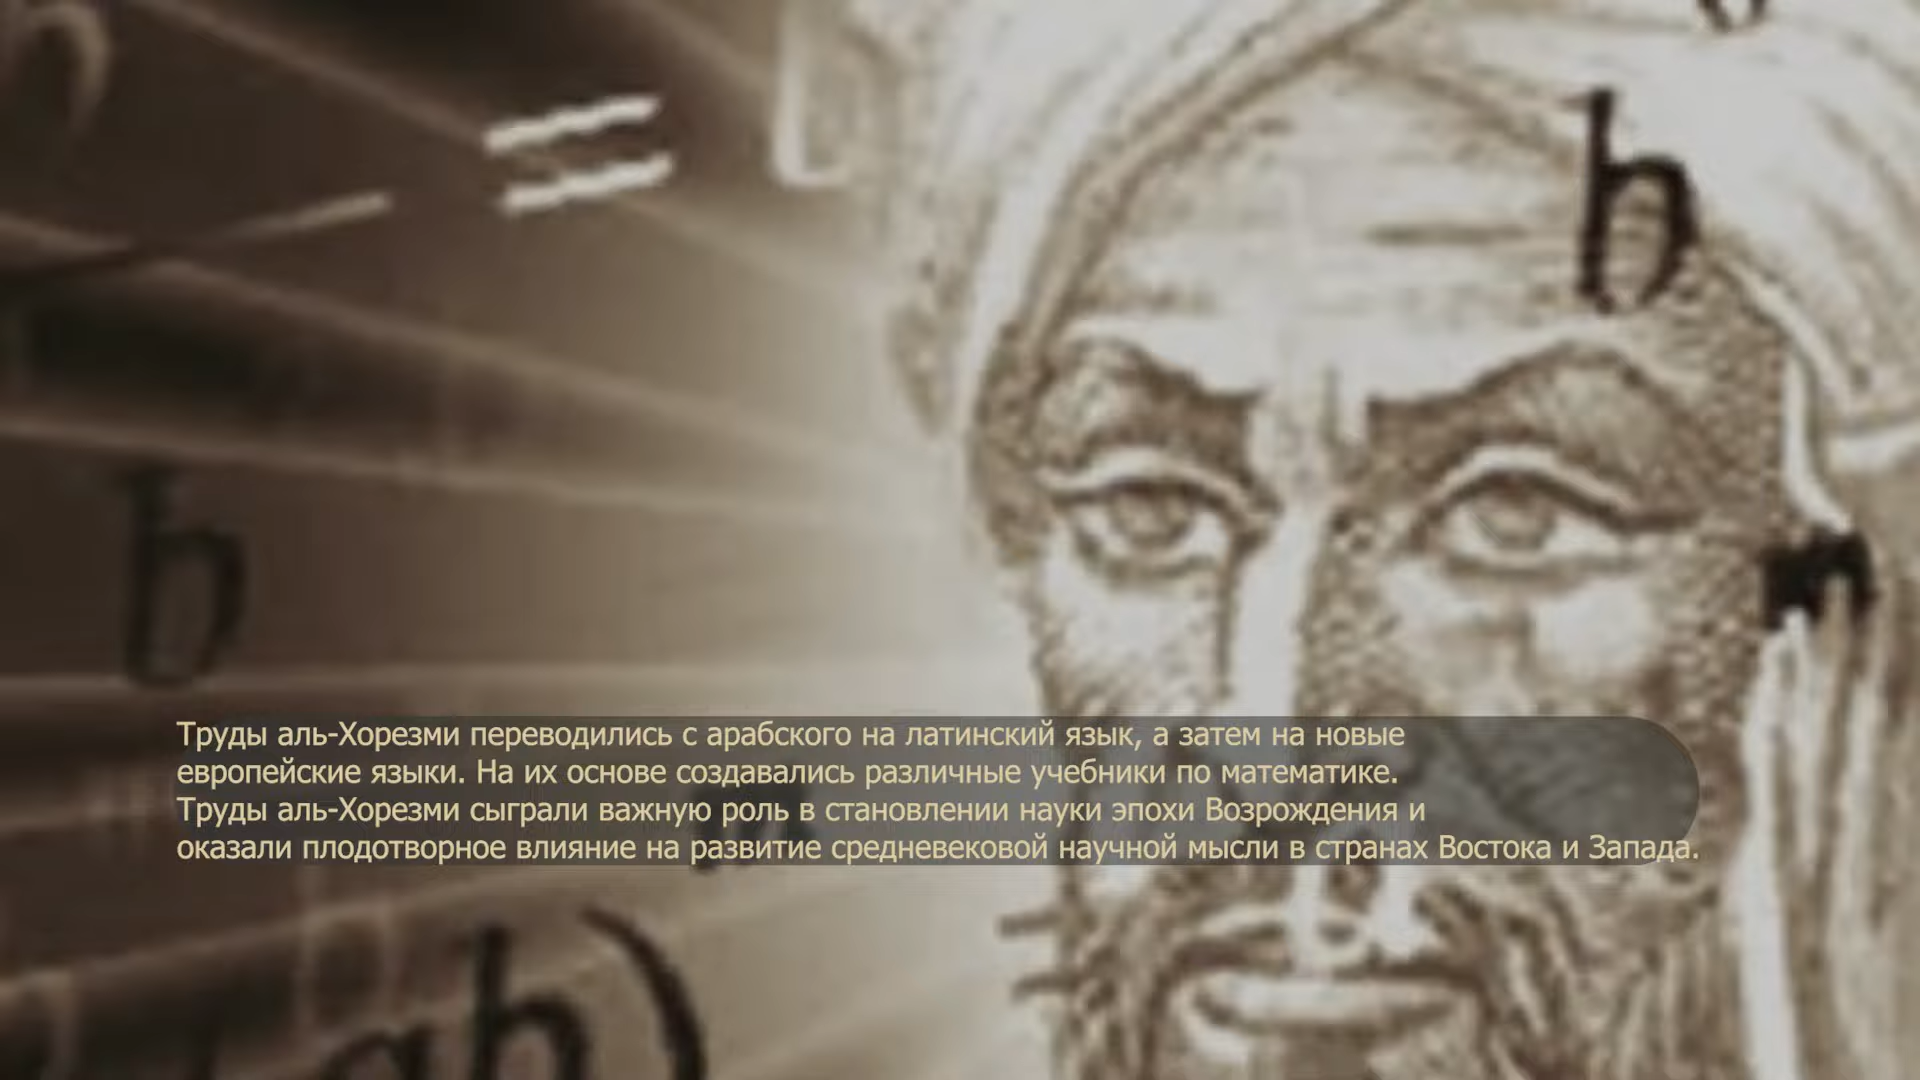 =
h
h
Труды аль-Хорезми переводились с арабского на латинский язык, а затем на новые
европейские языки. На их основе создавались различные учебники по математике.
Труды аль-Хорезми сыграли важную роль в становлении науки эпохи Возрождения и
оказали плодотворное влияние на развитие средневековой научной мысли в странах Востока и Запада.
ab)